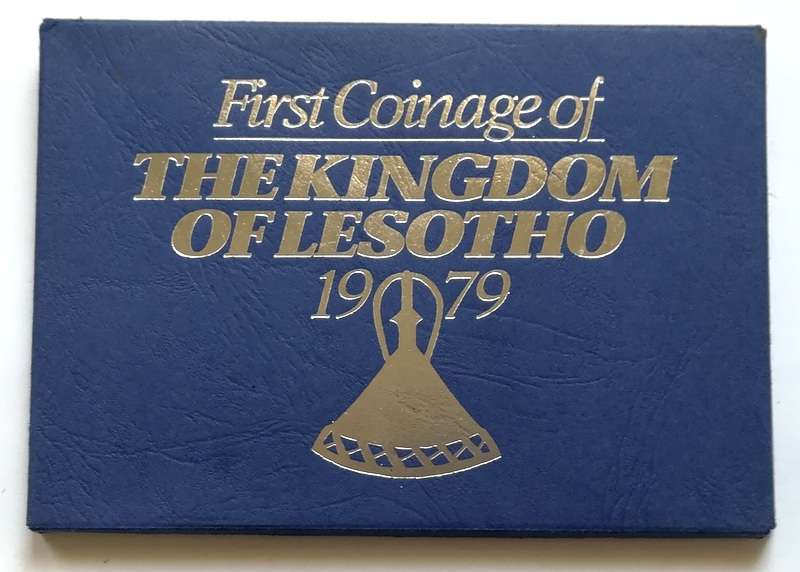 First Coinage of
THE KINGDOM
OF LESOTHO
1979